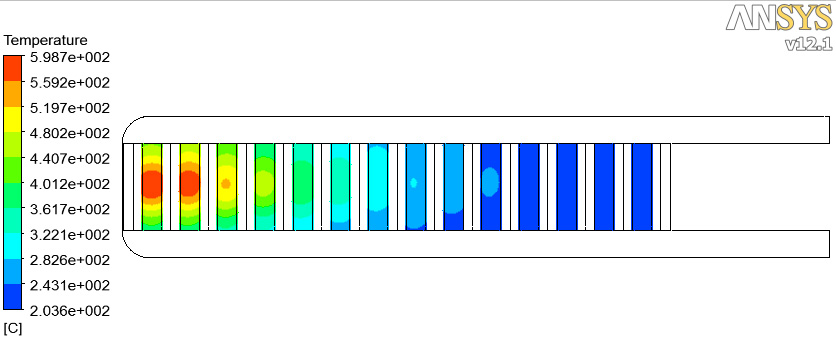 ANSYS
v12.1
Temperature
5.987e+002
5.592e+002
5.197e+002
4.802e+002
4.407e+002
4.012e+002
3.617e+002
3.221e+002
2.826e+002
2.431e+002
2.036e+002
[C]